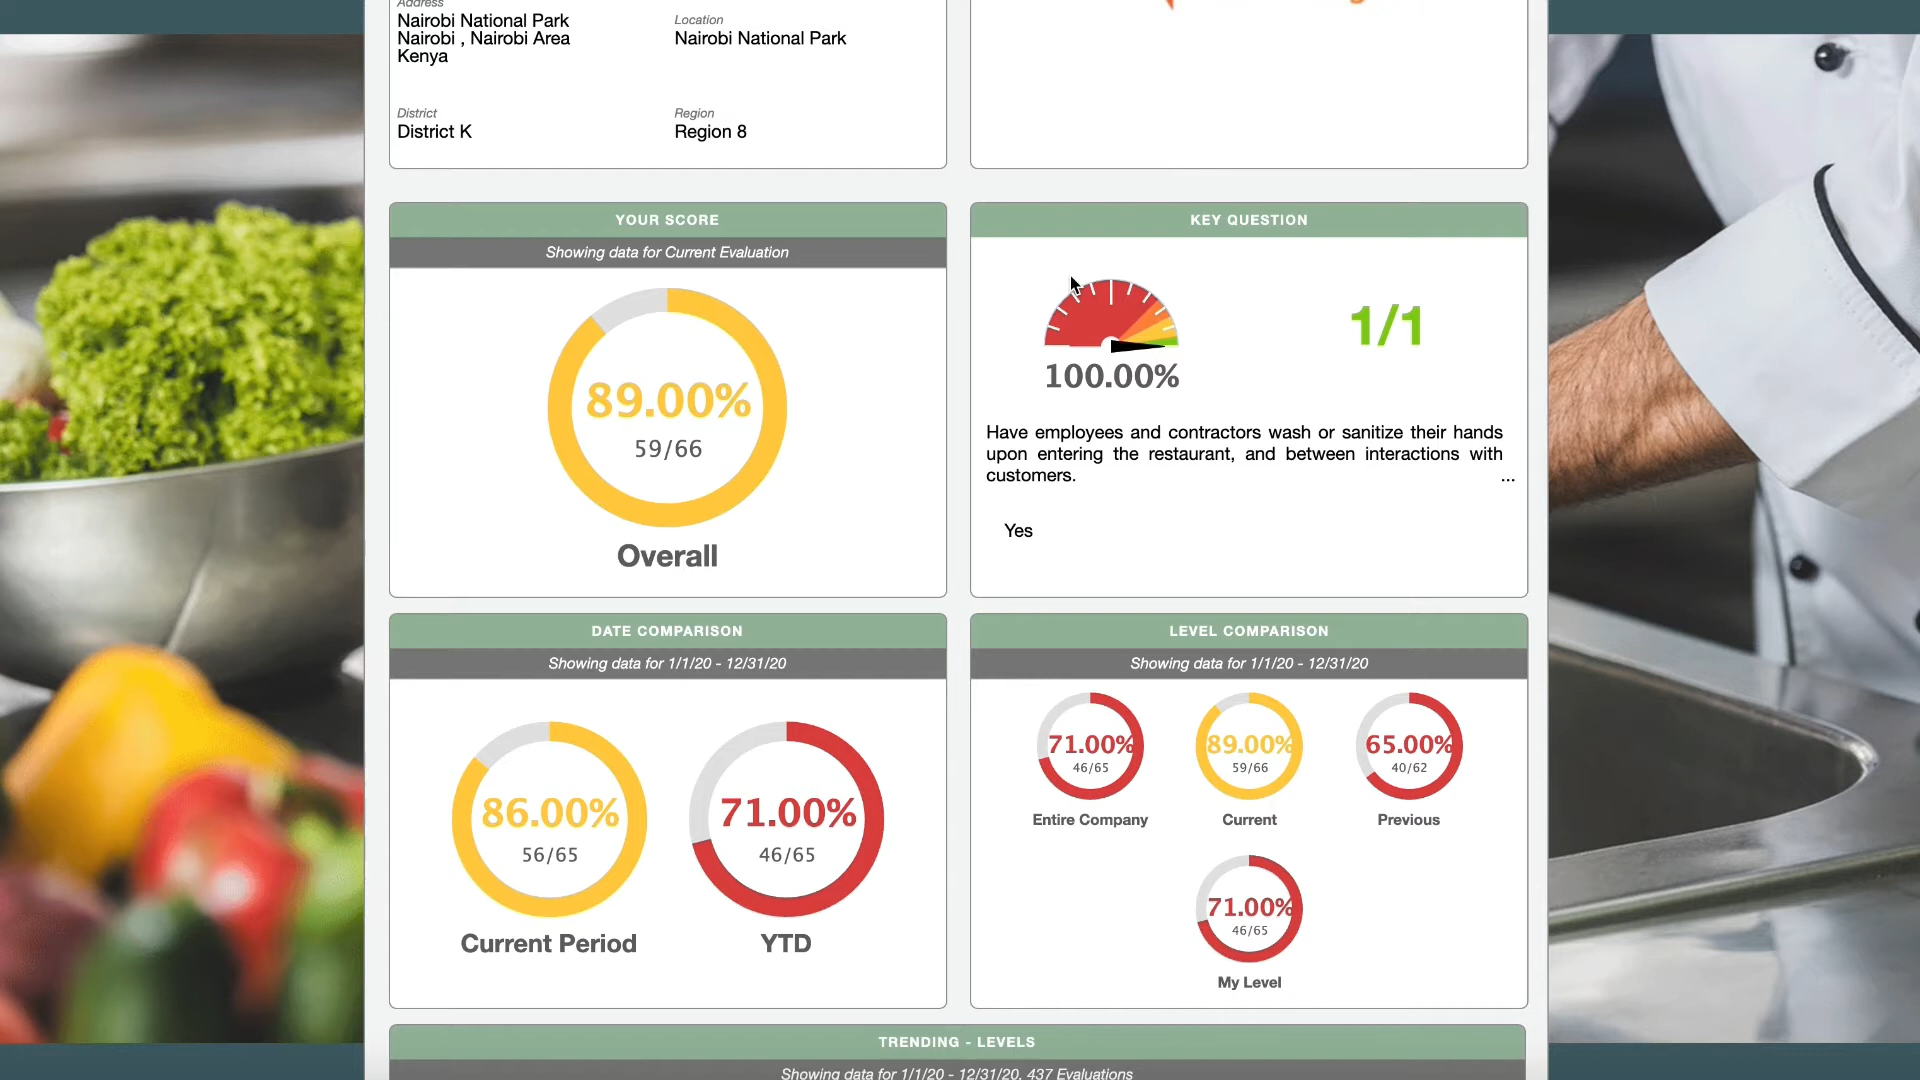 Address
Nairobi National Park
Nairobi , Nairobi Area
Kenya
Location
Nairobi National Park
District
District K
Region
Region 8
YOUR SCORE
Showing data for Current Evaluation
89.00%
59/66
Overall
KEY QUESTION
100.00%
1/1
Have employees and contractors wash or sanitize their hands
upon entering the restaurant, and between interactions with
customers.
...
Yes
DATE COMPARISON
Showing data for 1/1/20 - 12/31/20
86.00%
56/65
Current Period
71.00%
46/65
YTD
LEVEL COMPARISON
Showing data for 1/1/20 - 12/31/20
71.00%
46/65
Entire Company
89.00%
59/66
Current
65.00%
40/62
Previous
71.00%
46/65
My Level
TRENDING - LEVELS
Showing data for 1/1/20 - 12/31/20, 437 Evaluations